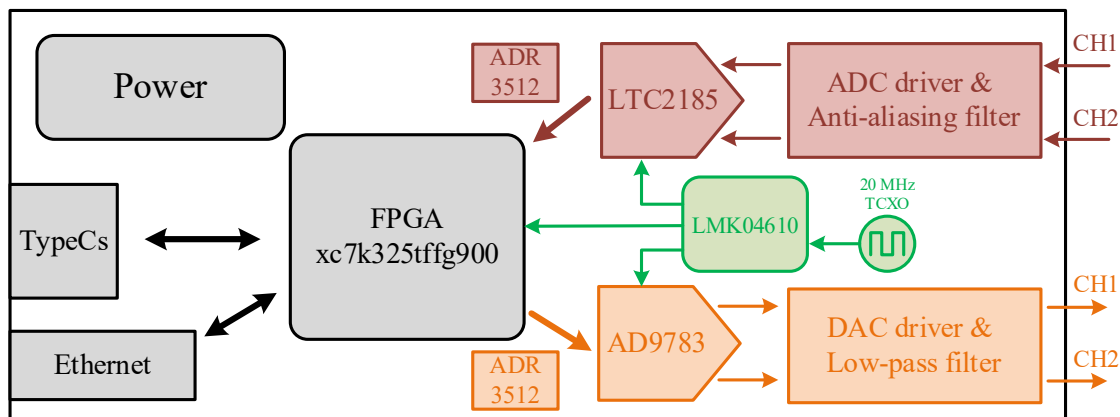 Power
ADR
3512
LTC2185
ADC driver &
Anti-aliasing filter
CH1
CH2
TypeCs
FPGA
xc7k325tffg900
LMK04610
20 MHz
TCXO
Ethernet
ADR
3512
AD9783
DAC driver &
Low-pass filter
CH1
CH2